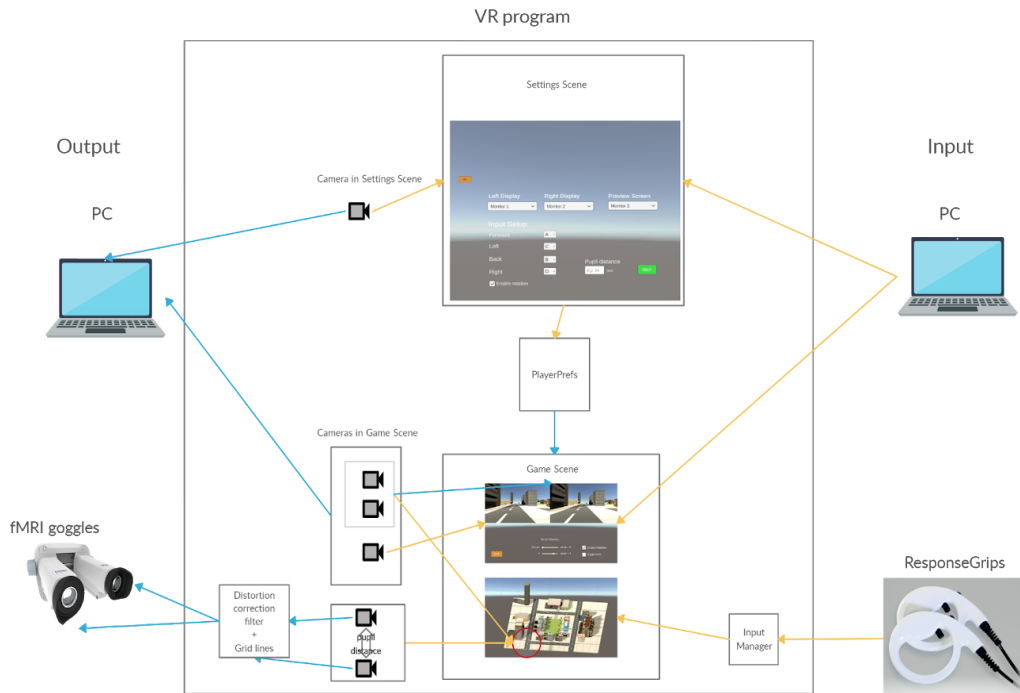 VR program
Settings Scene
Output
Input
Camera in Settings Scene
PC
PC
Left Display
Right Display
Preview Screen
Monitor 1
Monitor 2
Monitor 3
Input Setup
Forward
A
Left
C
Back
B
Pupil distance
Right
D
Start
Enable rotation
PlayerPrefs
Cameras in Game Scene
Game Scene
fMRI goggles
ResponseGrips
Distortion
correction
filter
+
Grid lines
pupil
distance
Input
Manager